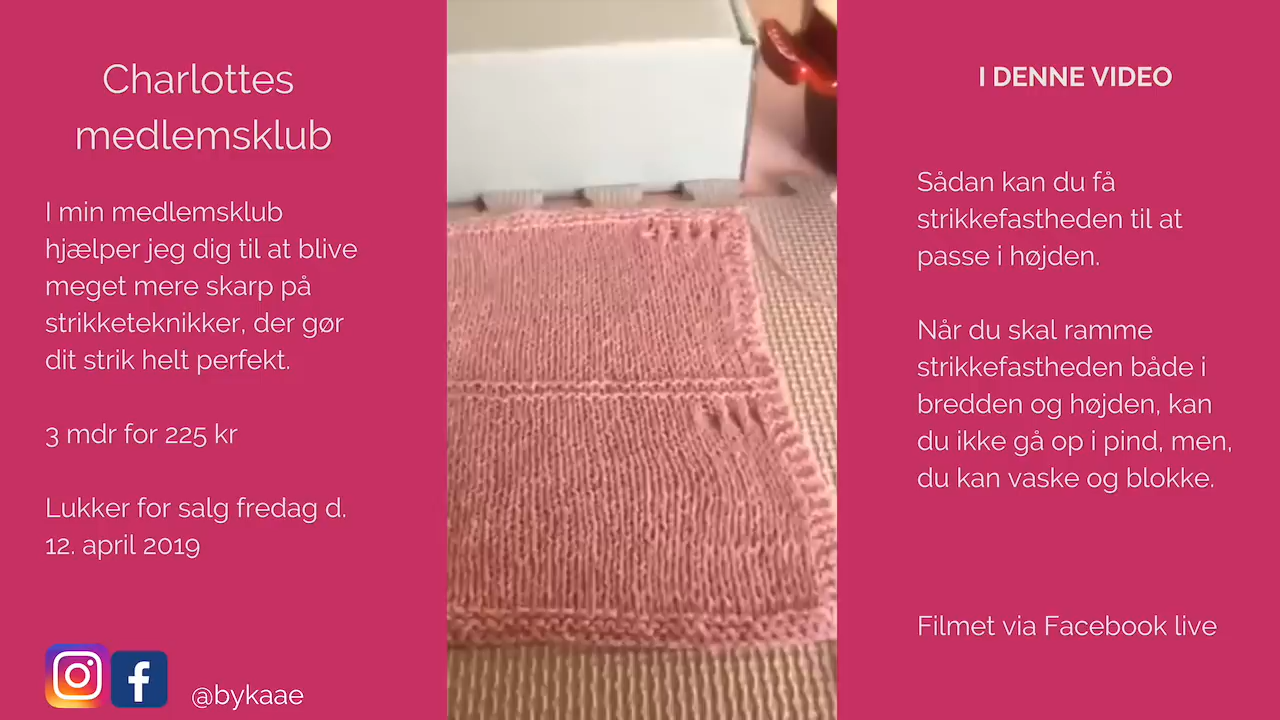 Charlottes
medlemsklub
I min medlemsklub
hjælper jeg dig til at blive
meget mere skarp på
strikketeknikker, der gør
dit strik helt perfekt.
3 mdr for 225 kr
Lukker for salg fredag d.
12. april 2019
@bykaae
I DENNE VIDEO
Sådan kan du få
strikkefastheden til at
passe i højden.
Når du skal ramme
strikkefastheden både i
bredden og højden, kan
du ikke gå op i pind, men,
du kan vaske og blokke.
Filmet via Facebook live